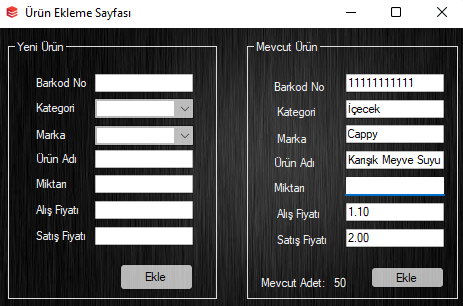 Ürün Ekleme Sayfası
Yeni Ürün
Barkod No
Kategori
Marka
Ürün Adı
Miktarı
Alış Fiyatı
Satış Fiyatı
Ekle
Mevcut Ürün
Barkod No 11111111111
Kategori İçecek
Marka Cappy
Ürün Adı Karışık Meyve Suyu
Miktarı
Alış Fiyatı 1.10
Satış Fiyatı 2.00
Mevcut Adet: 50 Ekle